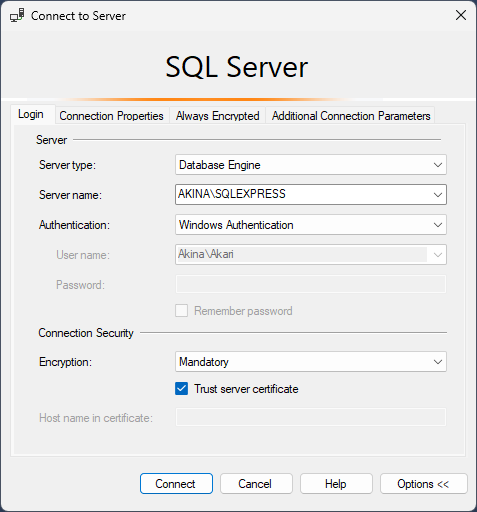 Connect to Server
SQL Server
Login Connection Properties Always Encrypted Additional Connection Parameters
Server
Server type: Database Engine
Server name: AKINA\SQLEXPRESS
Authentication: Windows Authentication
User name: Akina\Akari
Password:
Remember password
Connection Security
Encryption: Mandatory
Trust server certificate
Host name in certificate:
Connect Cancel Help Options <<